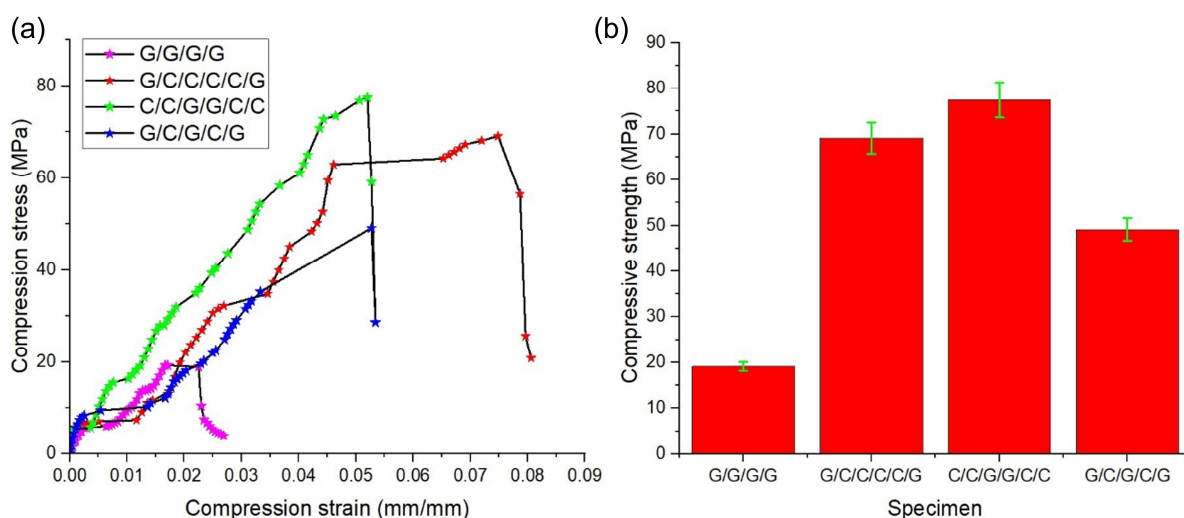 (a)
G/G/G/G
G/C/C/C/C/G
C/C/G/G/C/C
G/C/G/C/G
Compression stress (MPa)
80
60
40
20
0
0.00 0.01 0.02 0.03 0.04 0.05 0.06 0.07 0.08 0.09
Compression strain (mm/mm)
(b)
Compressive strength (MPa)
90
80
70
60
50
40
30
20
10
0
G/G/G/G G/C/C/C/C/G C/C/G/G/C/C G/C/G/C/G
Specimen